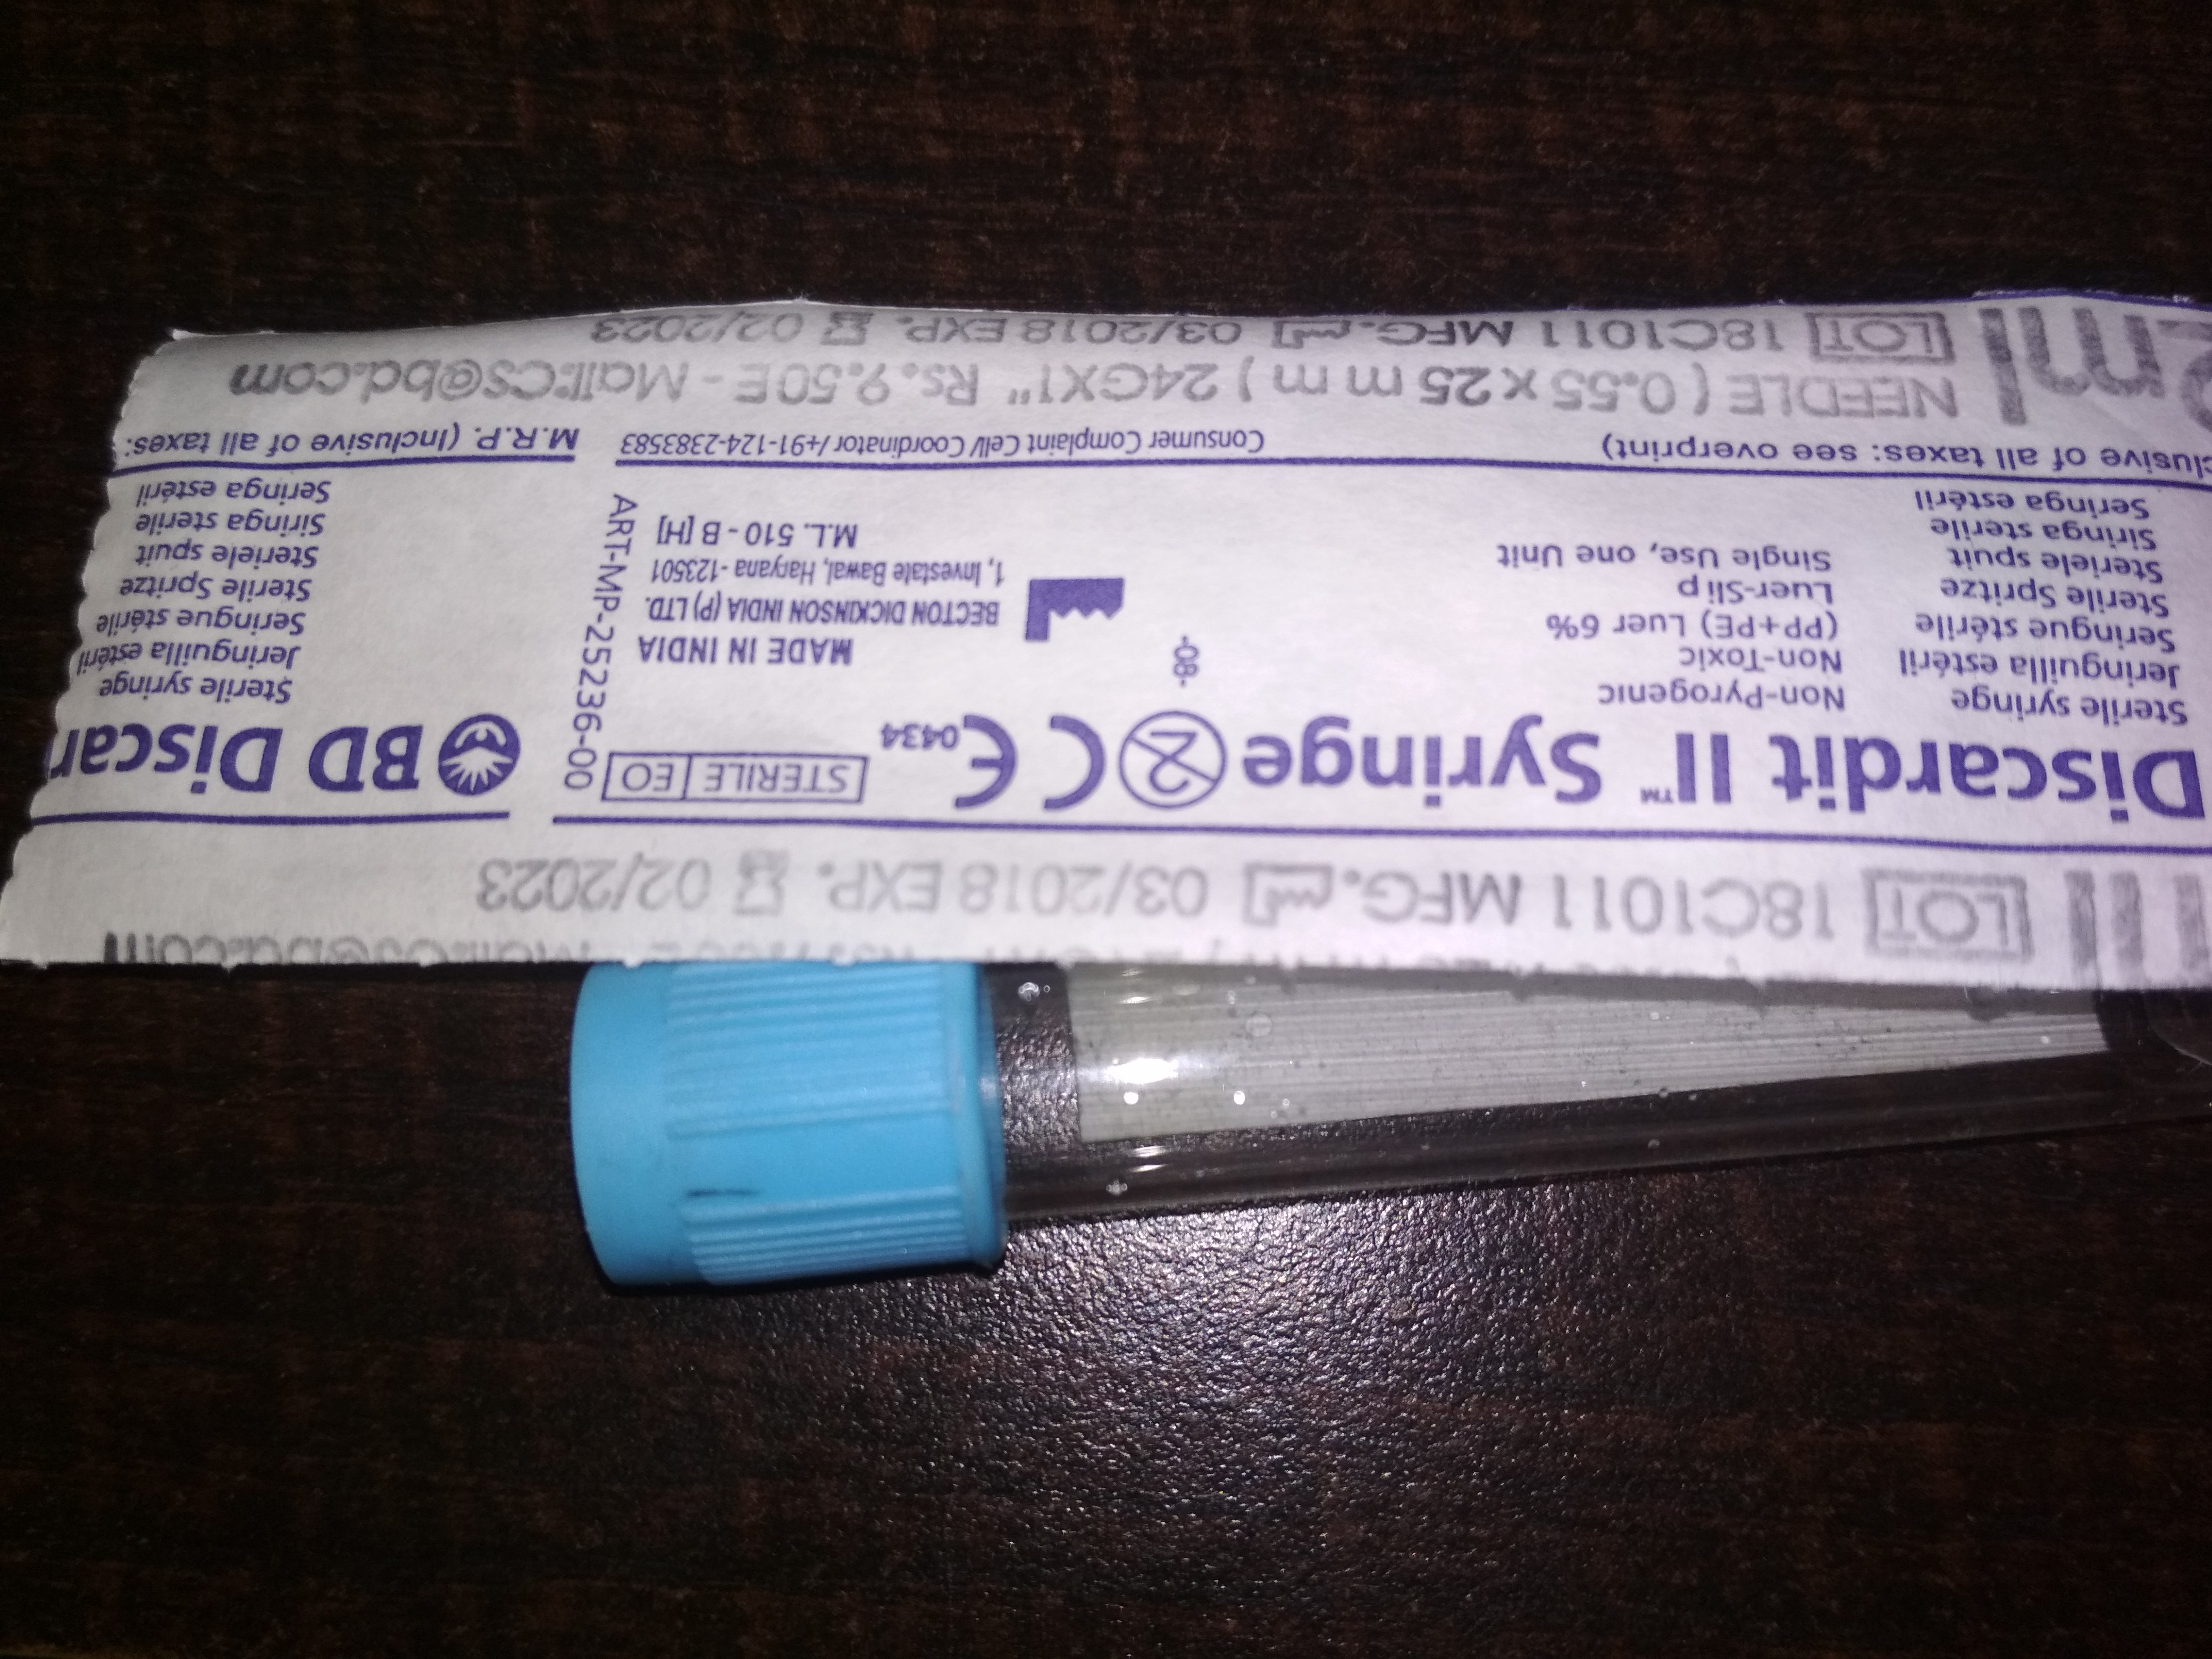 18C1011 MFG. 03/2018 EXP. 02/2023
LOT
Discardit II™ Syringe
2
CE 0434
STERILE EO
BD Discar
Sterile syringe
Jeringuilla estéril
Seringue stérile
Sterile Spritze
Steriele spuit
Siringa sterile
Seringa estéril
Non-Pyrogenic
Non-Toxic
(PP+PE) Luer 6%
Luer-Slip
Single Use, one Unit
MADE IN INDIA
BECTON DICKINSON INDIA (P) LTD.
1, Investate Bawal, Haryana -123501
M.L. 510 - B [H]
ART-MP-25236-00
Sterile syringe
Jeringuilla estéril
Seringue stérile
Sterile Spritze
Steriele spuit
Siringa sterile
Seringa estéril
clusive of all taxes: see overprint)
Consumer Complaint Cell/ Coordinator /+91-124-2383583
M.R.P. (Inclusive of all taxes:
ml
NEEDLE ( 0.55 X 25 m m ) 24GX1" Rs. 9.50E - Mail:CS@bd.com
LOT 18C1011 MFG. 03/2018 EXP. 02/2023